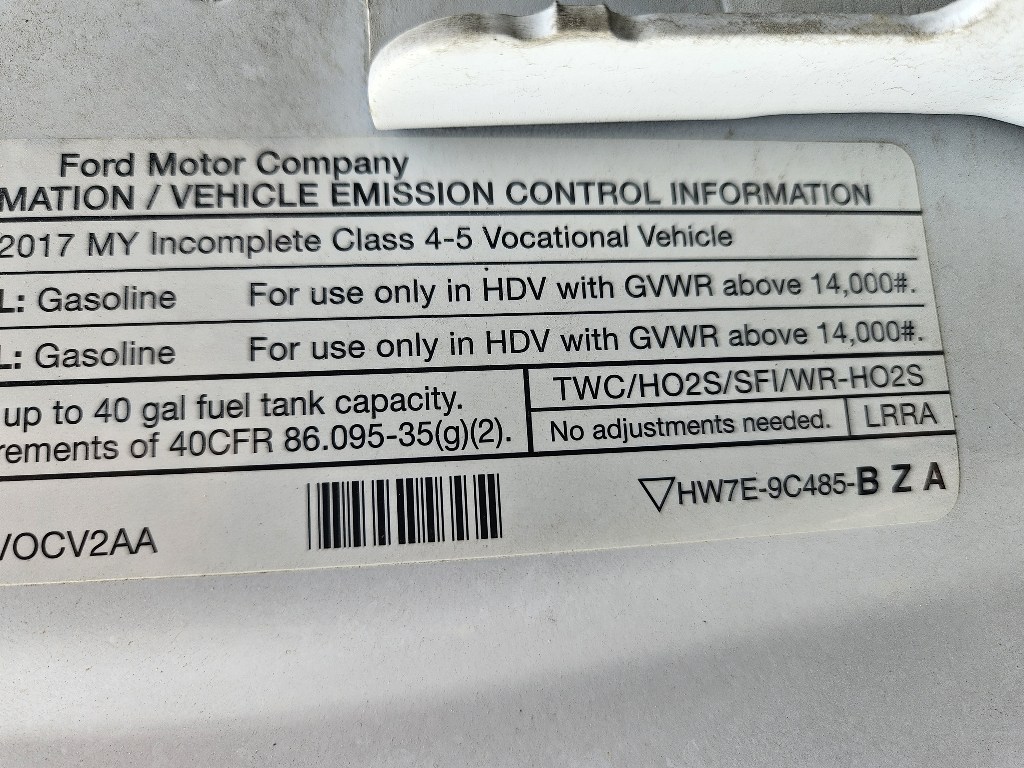 Ford Motor Company
MATION / VEHICLE EMISSION CONTROL INFORMATION
2017 MY Incomplete Class 4-5 Vocational Vehicle
L: Gasoline For use only in HDV with GVWR above 14,000#.
L: Gasoline For use only in HDV with GVWR above 14,000#.
up to 40 gal fuel tank capacity.
rements of 40CFR 86.095-35(g)(2).
TWC/HO2S/SFI/WR-HO2S
No adjustments needed. LRRA
/OCV2AA
HW7E-9C485-B Z A